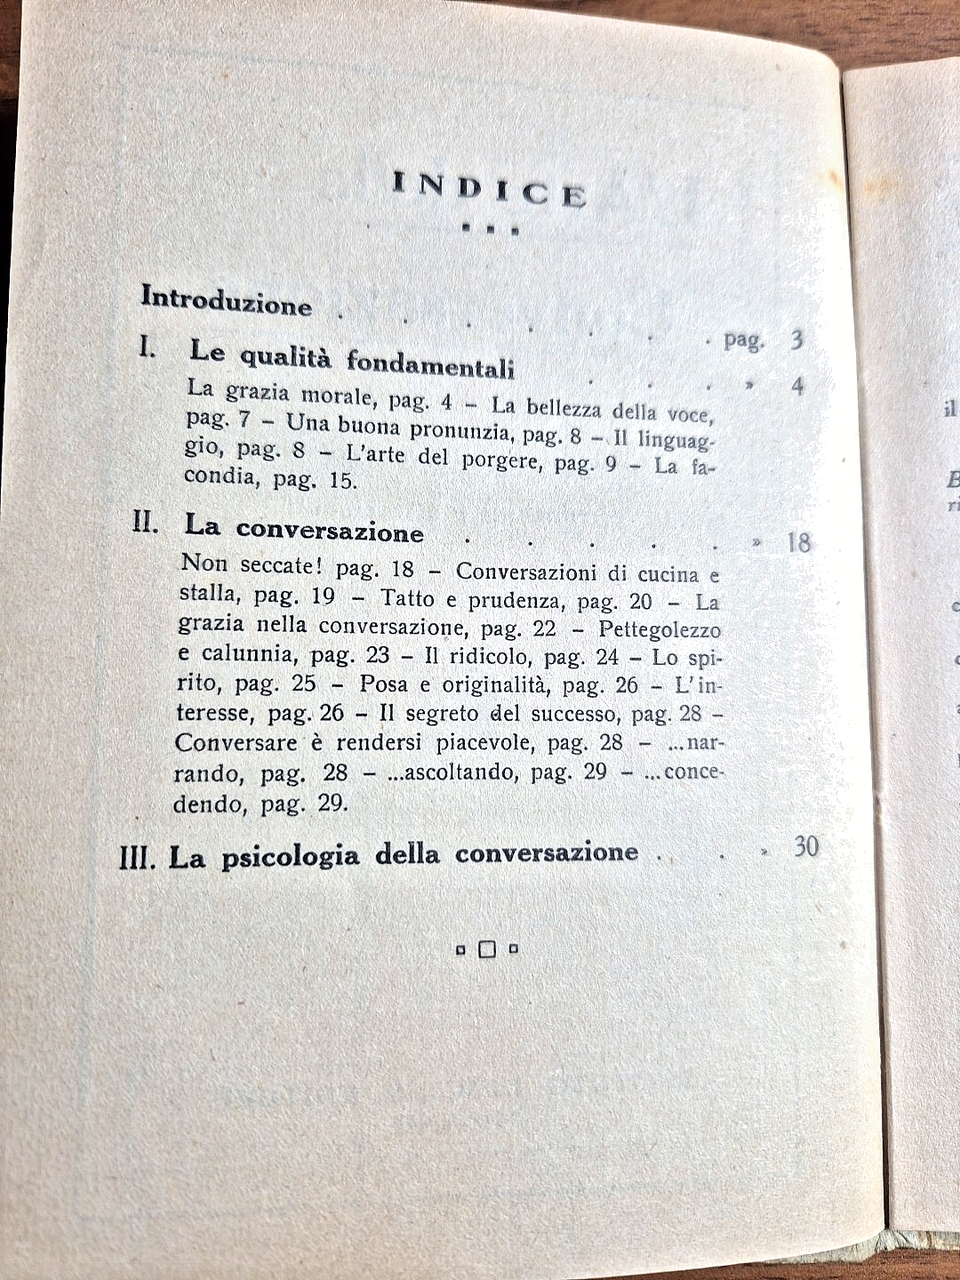 INDICE
Introduzione . . . . . . . pag. 3
I. Le qualità fondamentali . . . » 4
La grazia morale, pag. 4 – La bellezza della voce,
pag. 7 – Una buona pronunzia, pag. 8 – Il linguag-
gio, pag. 8 – L'arte del porgere, pag. 9 – La fa-
condia, pag. 15.
II. La conversazione . . . . . » 18
Non seccate! pag. 18 – Conversazioni di cucina e
stalla, pag. 19 – Tatto e prudenza, pag. 20 – La
grazia nella conversazione, pag. 22 – Pettegolezzo
e calunnia, pag. 23 – Il ridicolo, pag. 24 – Lo spi-
rito, pag. 25 – Posa e originalità, pag. 26 – L'in-
teresse, pag. 26 – Il segreto del successo, pag. 28 –
Conversare è rendersi piacevole, pag. 28 – ...nar-
rando, pag. 28 – ...ascoltando, pag. 29 – ...conce-
dendo, pag. 29.
III. La psicologia della conversazione . . » 30
il